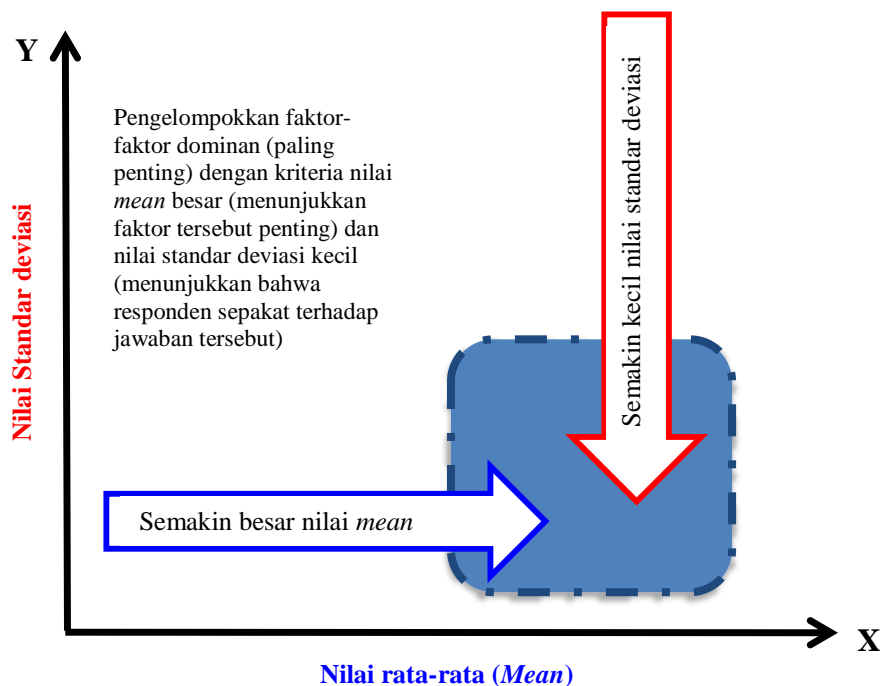 Y
Pengelompokkan faktor-
faktor dominan (paling
penting) dengan kriteria nilai
mean besar (menunjukkan
faktor tersebut penting) dan
nilai standar deviasi kecil
(menunjukkan bahwa
responden sepakat terhadap
jawaban tersebut)
Semakin kecil nilai standar deviasi
Nilai Standar deviasi
Semakin besar nilai mean
X
Nilai rata-rata (Mean)